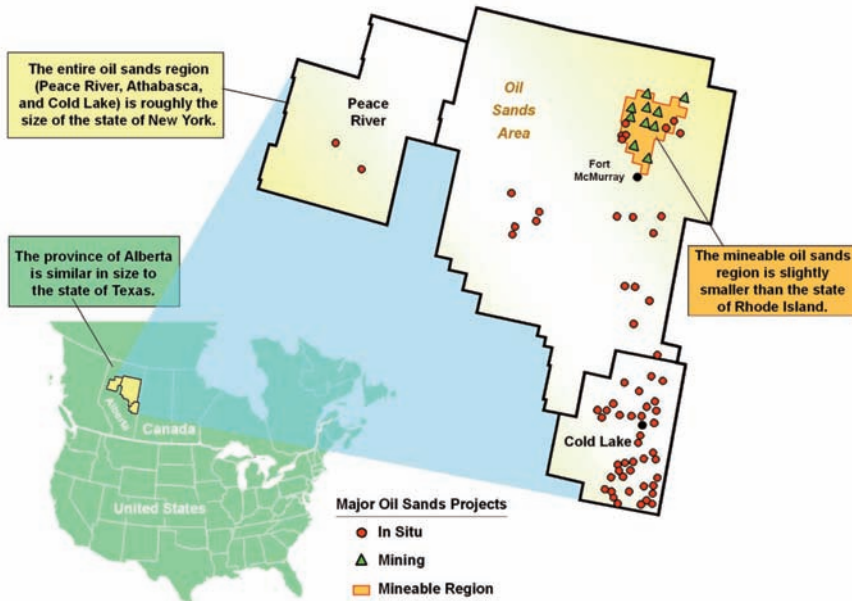 The entire oil sands region
(Peace River, Athabasca,
and Cold Lake) is roughly the
size of the state of New York.
Peace
River
Oil
Sands
Area
Fort
McMurray
The province of Alberta
is similar in size to
the state of Texas.
The mineable oil sands
region is slightly
smaller than the state
of Rhode Island.
Alberta
Canada
Cold Lake
United States
Major Oil Sands Projects
In Situ
Mining
Mineable Region